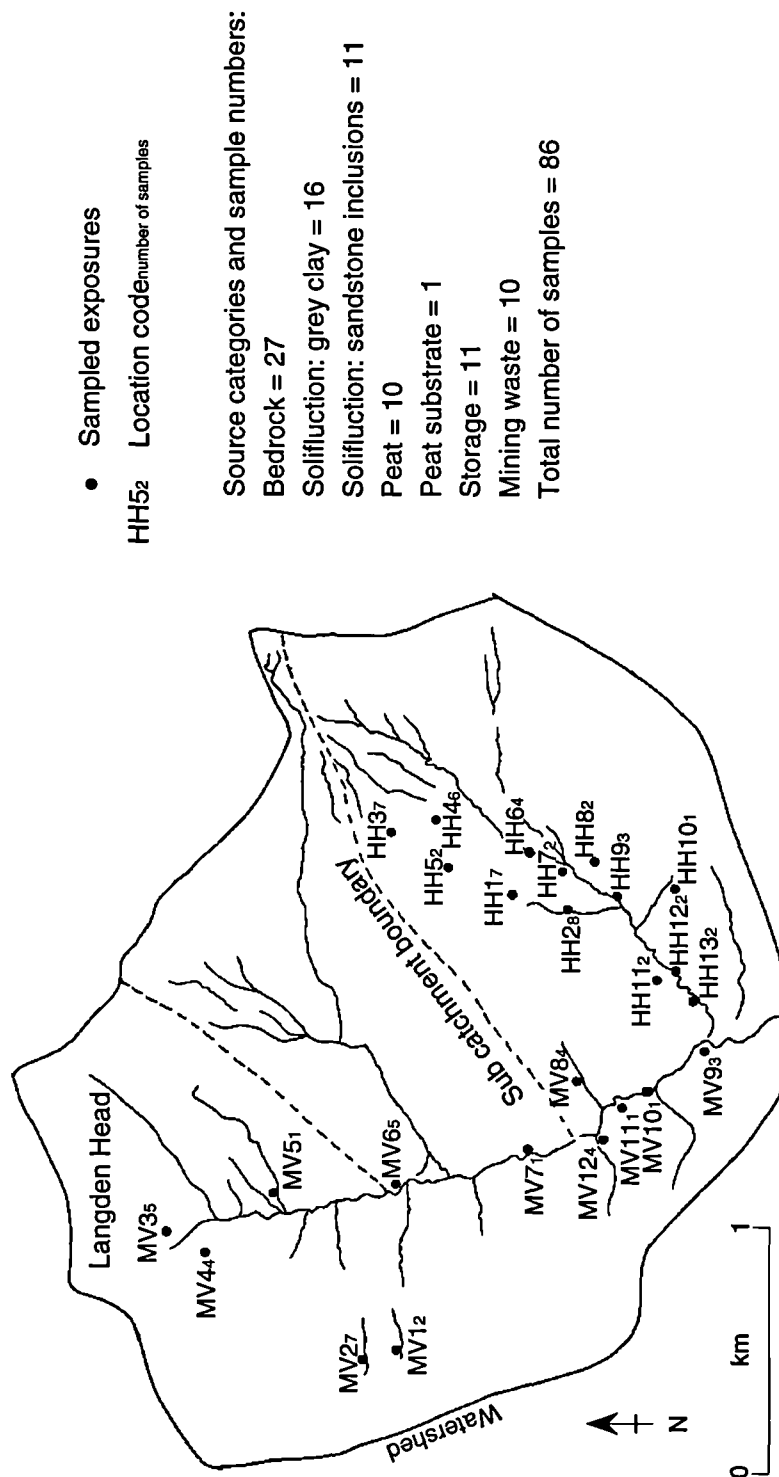 Sampled exposures
HH5₂ Location code number of samples
Source categories and sample numbers:
Bedrock = 27
Solifluction: grey clay = 16
Solifluction: sandstone inclusions = 11
Peat = 10
Peat substrate = 1
Storage = 11
Mining waste = 10
Total number of samples = 86
Langden Head
MV3₅
MV4₄
MV5₁
MV2₇
MV1₂
MV6₅
Watershed
Sub catchment boundary
HH3₇
HH4₆
HH5₂
HH1₇
HH6₄
HH7₂
HH2₈
HH8₂
HH9₃
MV7₁
MV8₄
MV12₄
MV11₁
MV10₁
MV9₃
HH10₁
HH11₂
HH12₂
HH13₂
N
0 km 1